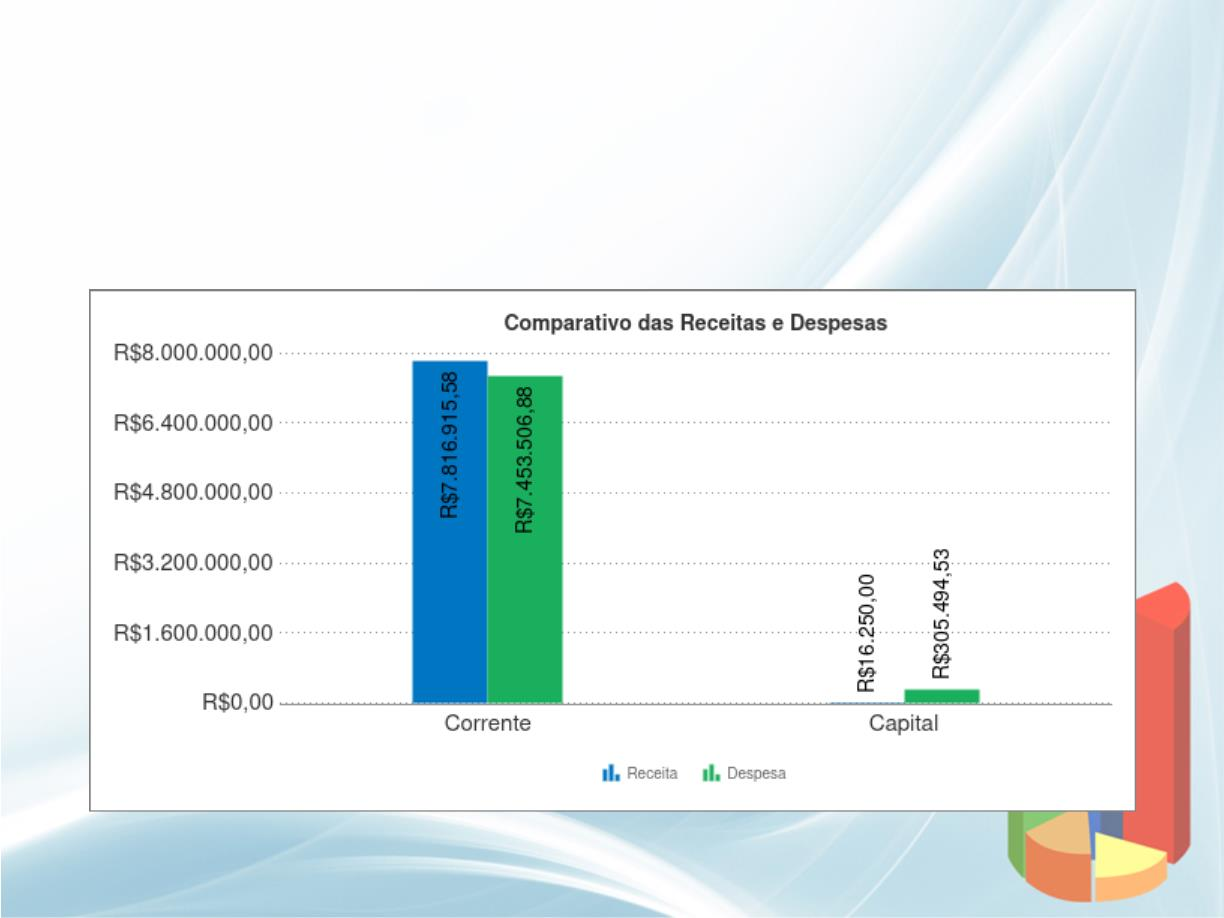 Comparativo das Receitas e Despesas
R$8.000.000,00
R$6.400.000,00
R$4.800.000,00
R$3.200.000,00
R$1.600.000,00
R$0,00
R$7.816.915,58
R$7.453.506,88
R$16.250,00
R$305.494,53
Corrente
Capital
Receita
Despesa